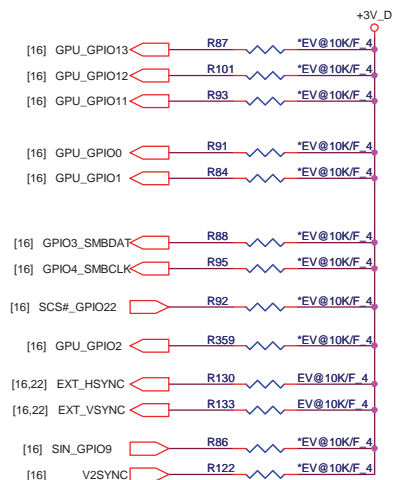 +3V_D
[16] GPU_GPIO13 R87 *EV@10K/F_4
[16] GPU_GPIO12 R101 *EV@10K/F_4
[16] GPU_GPIO11 R93 *EV@10K/F_4
[16] GPU_GPIO0 R91 *EV@10K/F_4
[16] GPU_GPIO1 R84 *EV@10K/F_4
[16] GPIO3_SMBDAT R88 *EV@10K/F_4
[16] GPIO4_SMBCLK R95 *EV@10K/F_4
[16] SCS#_GPIO22 R92 *EV@10K/F_4
[16] GPU_GPIO2 R359 *EV@10K/F_4
[16,22] EXT_HSYNC R130 EV@10K/F_4
[16,22] EXT_VSYNC R133 EV@10K/F_4
[16] SIN_GPIO9 R86 *EV@10K/F_4
[16] V2SYNC R122 *EV@10K/F_4